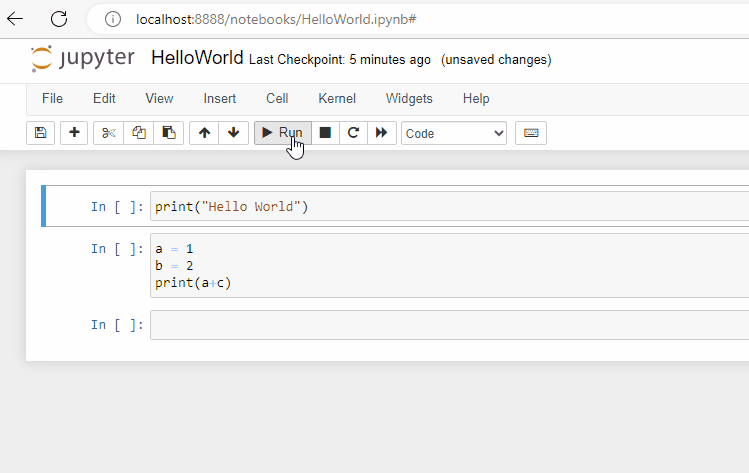 localhost:8888/notebooks/HelloWorld.ipynb#
jupyter HelloWorld Last Checkpoint: 5 minutes ago (unsaved changes)
File Edit View Insert Cell Kernel Widgets Help
Run Code
In [ ]: print("Hello World")
In [ ]: a = 1
b = 2
print(a+c)
In [ ]: